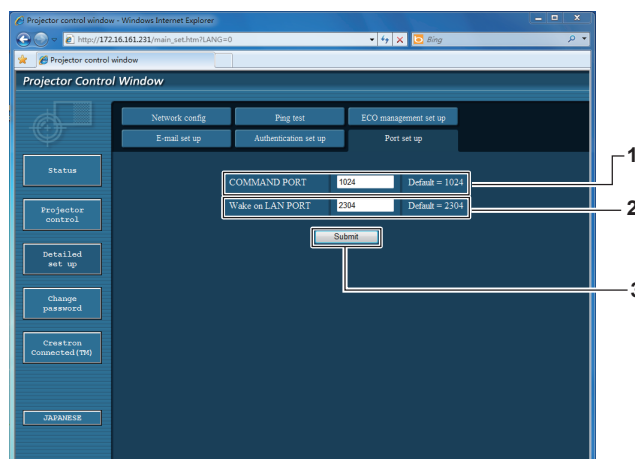 Projector control window - Windows Internet Explorer
http://172.16.161.231/main_set.htm?LANG=0
Bing
Projector control window
Projector Control Window
Network config Ping test ECO management set up
E-mail set up Authentication set up Port set up
Status
Projector control
Detailed set up
Change password
Crestron Connected(TM)
JAPANESE
COMMAND PORT 1024 Default = 1024
Wake on LAN PORT 2304 Default = 2304
Submit
1
2
3